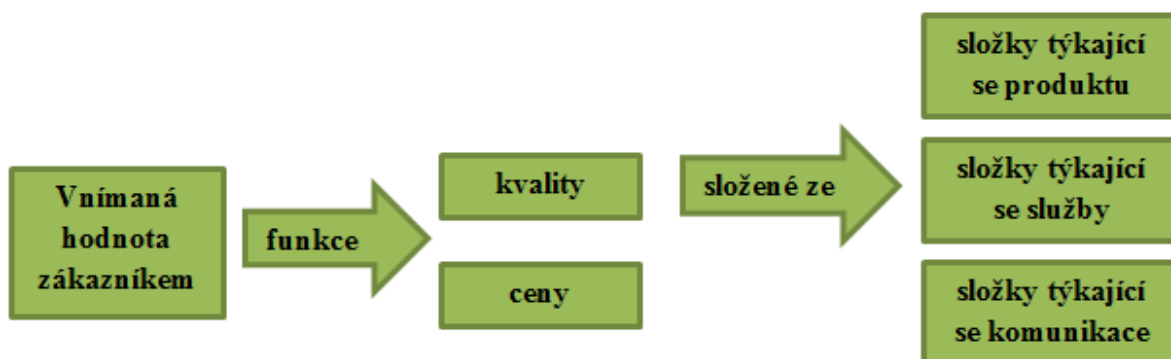 Vnímaná
hodnota
zákazníkem
funkce
kvality
ceny
složené ze
složky týkající
se produktu
složky týkající
se služby
složky týkající
se komunikace